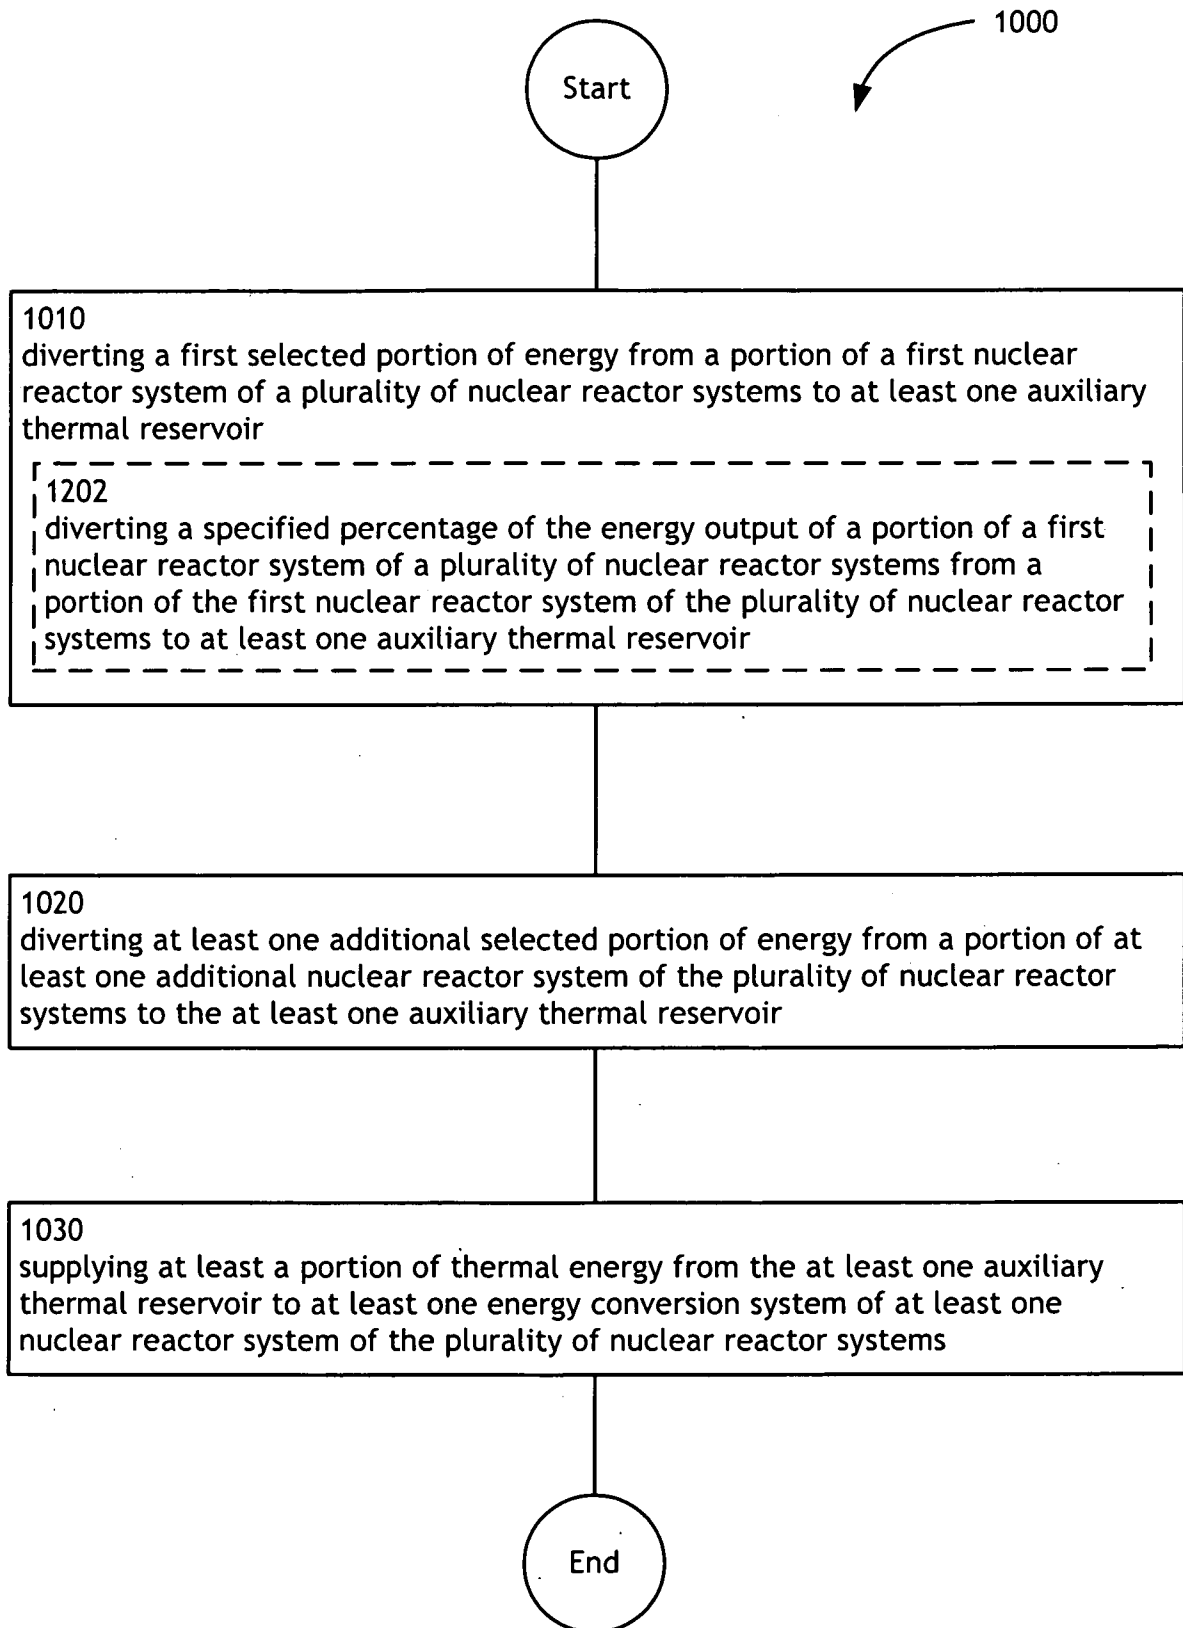 1000
Start
1010
diverting a first selected portion of energy from a portion of a first nuclear
reactor system of a plurality of nuclear reactor systems to at least one auxiliary
thermal reservoir
1202
diverting a specified percentage of the energy output of a portion of a first
nuclear reactor system of a plurality of nuclear reactor systems from a
portion of the first nuclear reactor system of the plurality of nuclear reactor
systems to at least one auxiliary thermal reservoir
1020
diverting at least one additional selected portion of energy from a portion of at
least one additional nuclear reactor system of the plurality of nuclear reactor
systems to the at least one auxiliary thermal reservoir
1030
supplying at least a portion of thermal energy from the at least one auxiliary
thermal reservoir to at least one energy conversion system of at least one
nuclear reactor system of the plurality of nuclear reactor systems
End